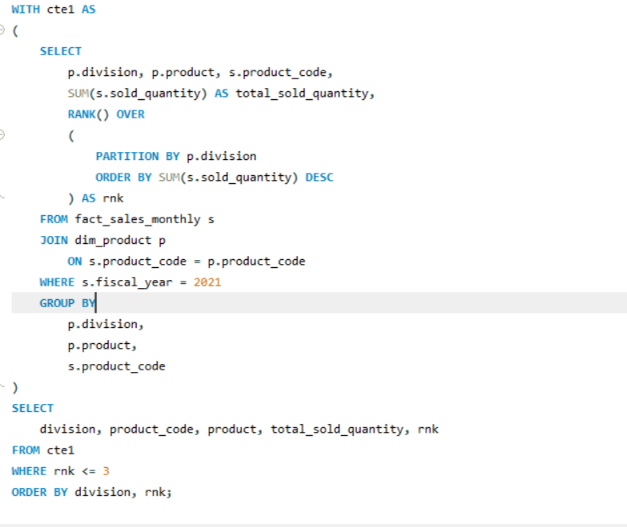 WITH cte1 AS
(
SELECT
p.division, p.product, s.product_code,
SUM(s.sold_quantity) AS total_sold_quantity,
RANK() OVER
(
PARTITION BY p.division
ORDER BY SUM(s.sold_quantity) DESC
) AS rnk
FROM fact_sales_monthly s
JOIN dim_product p
ON s.product_code = p.product_code
WHERE s.fiscal_year = 2021
GROUP BY
p.division,
p.product,
s.product_code
)
SELECT
division, product_code, product, total_sold_quantity, rnk
FROM cte1
WHERE rnk <= 3
ORDER BY division, rnk;